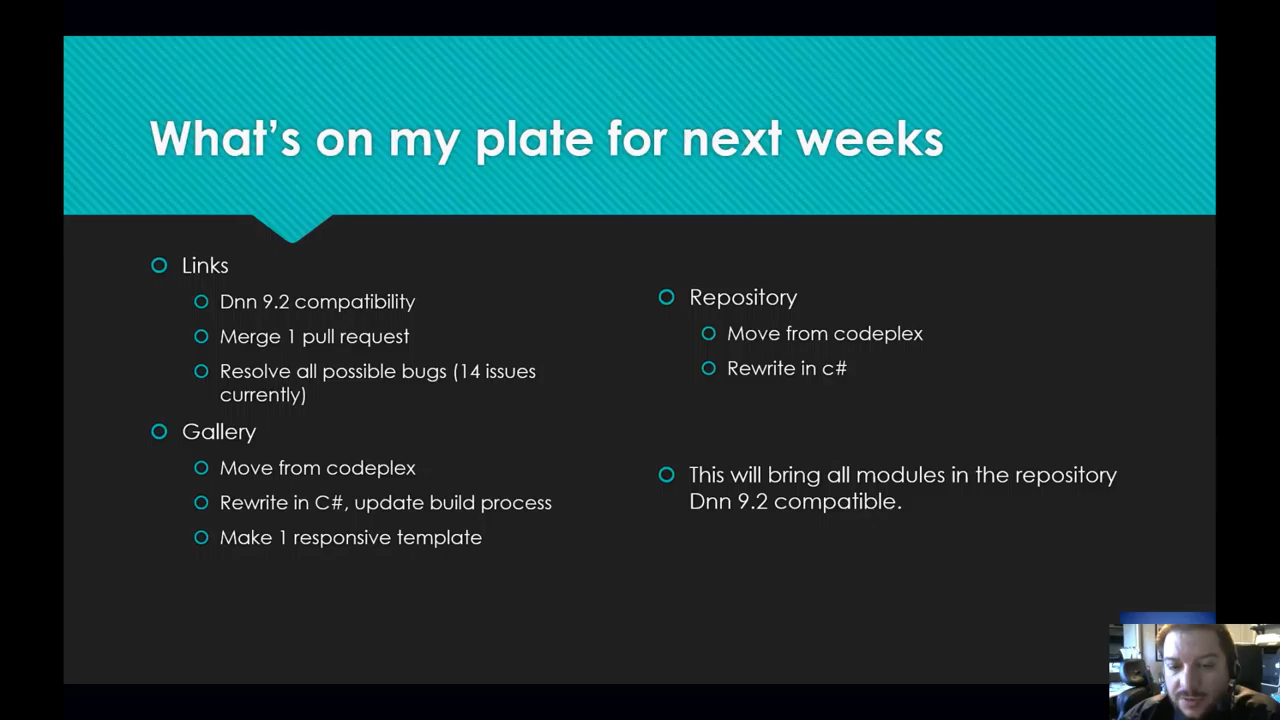 What's on my plate for next weeks
Links
Dnn 9.2 compatibility
Merge 1 pull request
Resolve all possible bugs (14 issues
currently)
Gallery
Move from codeplex
Rewrite in C#, update build process
Make 1 responsive template
Repository
Move from codeplex
Rewrite in c#
This will bring all modules in the repository
Dnn 9.2 compatible.